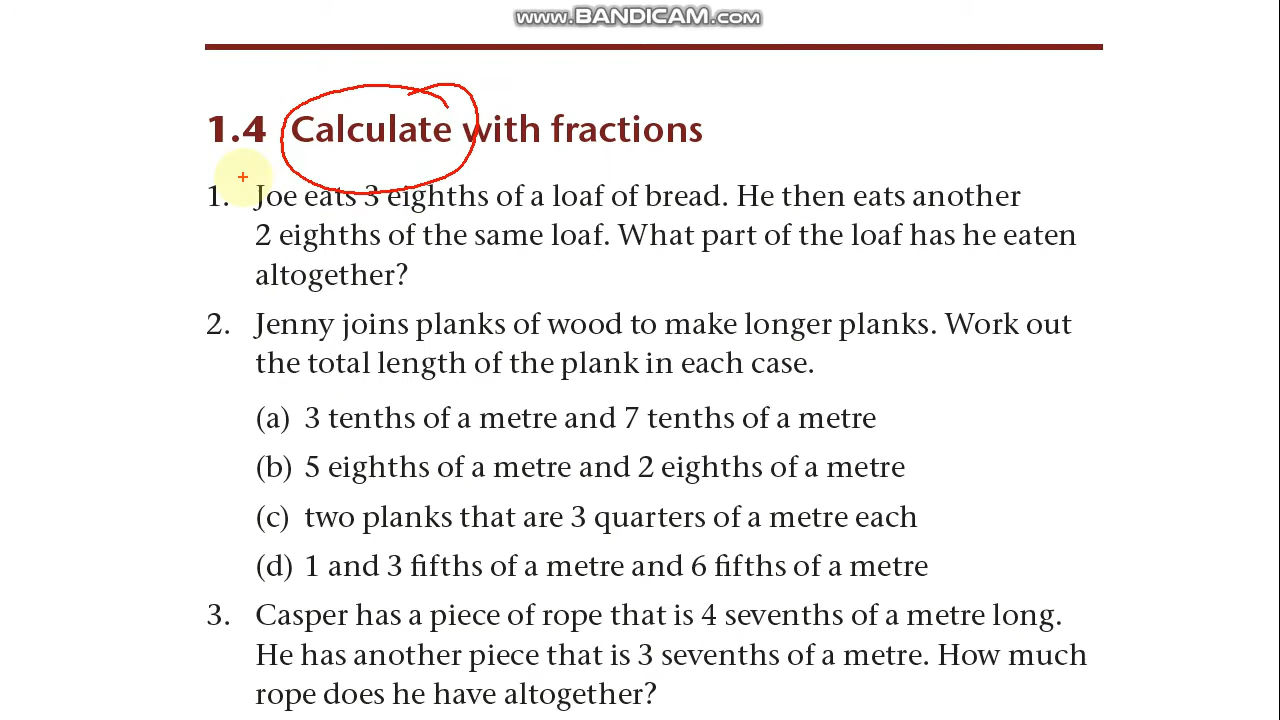 www.BANDICAM.com
1.4 Calculate with fractions
1. Joe eats 3 eighths of a loaf of bread. He then eats another
2 eighths of the same loaf. What part of the loaf has he eaten
altogether?
2. Jenny joins planks of wood to make longer planks. Work out
the total length of the plank in each case.
(a) 3 tenths of a metre and 7 tenths of a metre
(b) 5 eighths of a metre and 2 eighths of a metre
(c) two planks that are 3 quarters of a metre each
(d) 1 and 3 fifths of a metre and 6 fifths of a metre
3. Casper has a piece of rope that is 4 sevenths of a metre long.
He has another piece that is 3 sevenths of a metre. How much
rope does he have altogether?